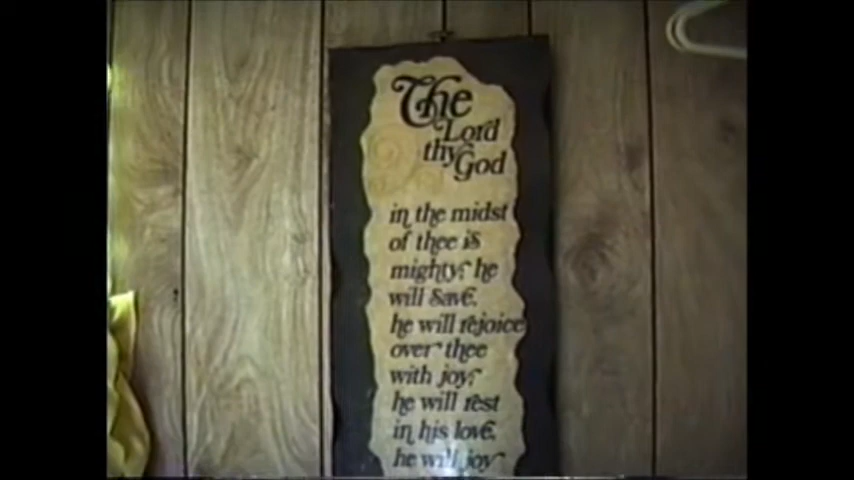 The
Lord
thy God
in the midst
of thee is
mighty; he
will save,
he will rejoice
over thee
with joy;
he will rest
in his love,
he will joy